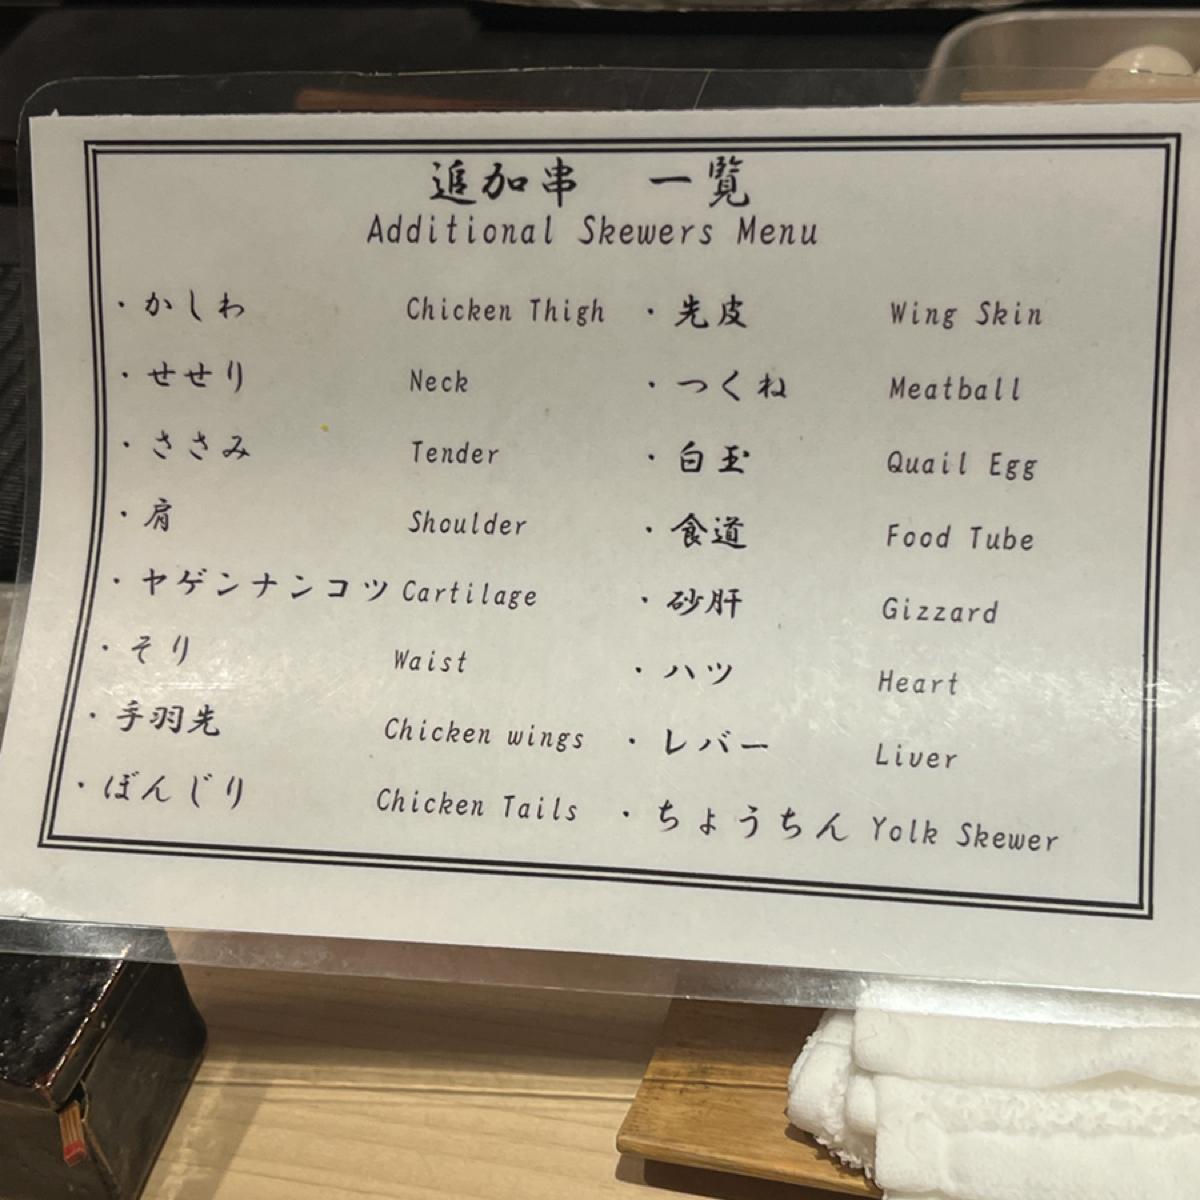 追加串 一覧
Additional Skewers Menu
・かしわ Chicken Thigh ・先皮 Wing Skin
・せせり Neck ・つくね Meatball
・ささみ Tender ・白玉 Quail Egg
・肩 Shoulder ・食道 Food Tube
・ヤゲンナンコツ Cartilage ・砂肝 Gizzard
・そり Waist ・ハツ Heart
・手羽先 Chicken wings ・レバー Liver
・ぼんじり Chicken Tails ・ちょうちん Yolk Skewer